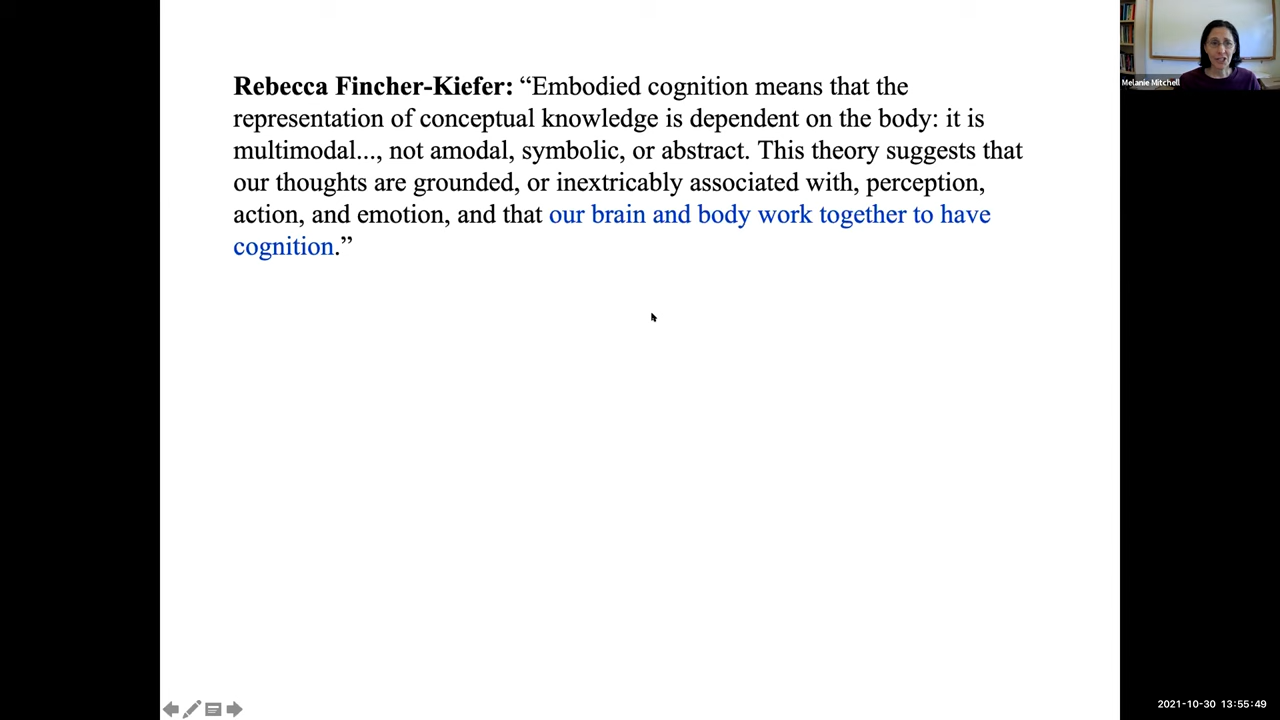 Rebecca Fincher-Kiefer: “Embodied cognition means that the
representation of conceptual knowledge is dependent on the body: it is
multimodal..., not amodal, symbolic, or abstract. This theory suggests that
our thoughts are grounded, or inextricably associated with, perception,
action, and emotion, and that our brain and body work together to have
cognition.”
Melanie Mitchell
2021-10-30 13:55:49